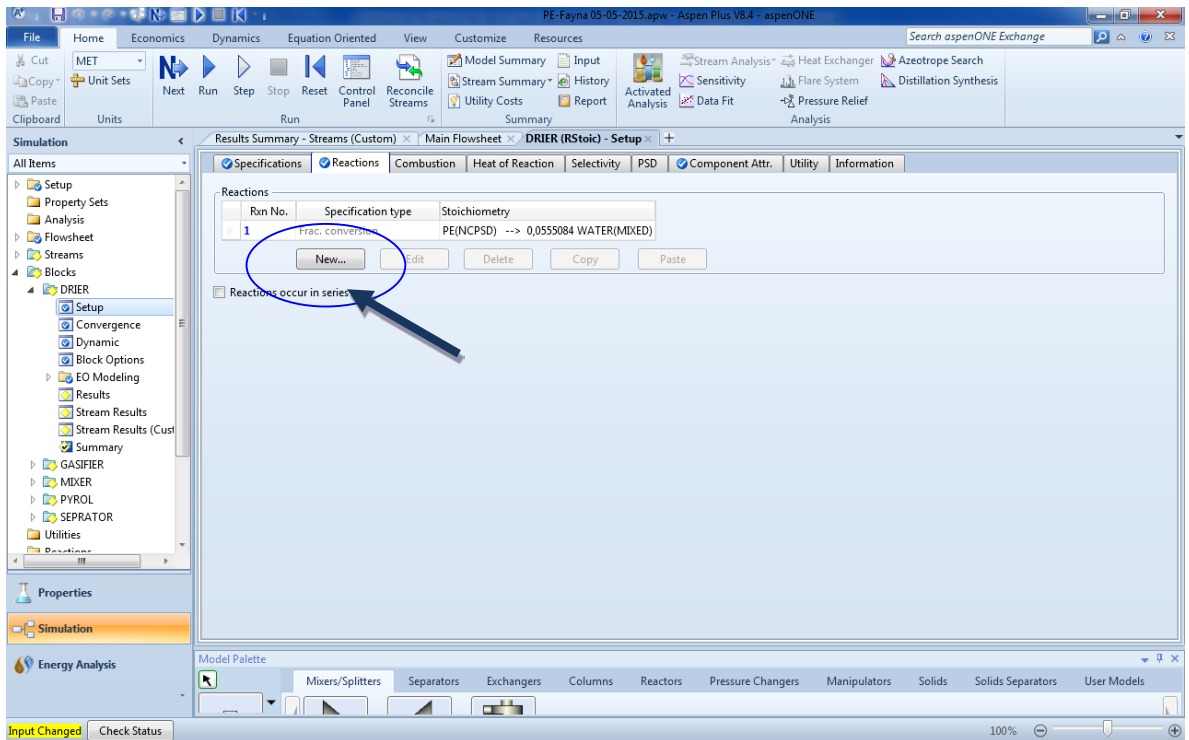 PE-Fayna 05-05-2015.apw - Aspen Plus V8.4 - aspenONE
File Home Economics Dynamics Equation Oriented View Customize Resources Search aspenONE Exchange
Cut MET Model Summary Input Stream Analysis Heat Exchanger Azeotrope Search
Copy Unit Sets Next Run Step Stop Reset Control Panel Reconcile Streams Stream Summary History Activated Analysis Sensitivity Flare System Distillation Synthesis
Paste Utility Costs Report Data Fit Pressure Relief
Clipboard Units Run Summary Analysis
Simulation < Results Summary - Streams (Custom) Main Flowsheet DRIER (RStoic) - Setup +
All Items Specifications Reactions Combustion Heat of Reaction Selectivity PSD Component Attr. Utility Information
Setup
Property Sets
Analysis
Flowsheet
Streams
Blocks
DRIER
Setup
Convergence
Dynamic
Block Options
EO Modeling
Results
Stream Results
Stream Results (Cust
Summary
GASIFIER
MIXER
PYROL
SEPRATOR
Utilities
Reactions
Reactions
Rxn No. Specification type Stoichiometry
1 Frac. conversion PE(NCPSD) --> 0,0555084 WATER(MIXED)
New... Edit Delete Copy Paste
Reactions occur in series
Properties
Simulation
Energy Analysis
Model Palette
Mixers/Splitters Separators Exchangers Columns Reactors Pressure Changers Manipulators Solids Solids Separators User Models
Input Changed Check Status 100%